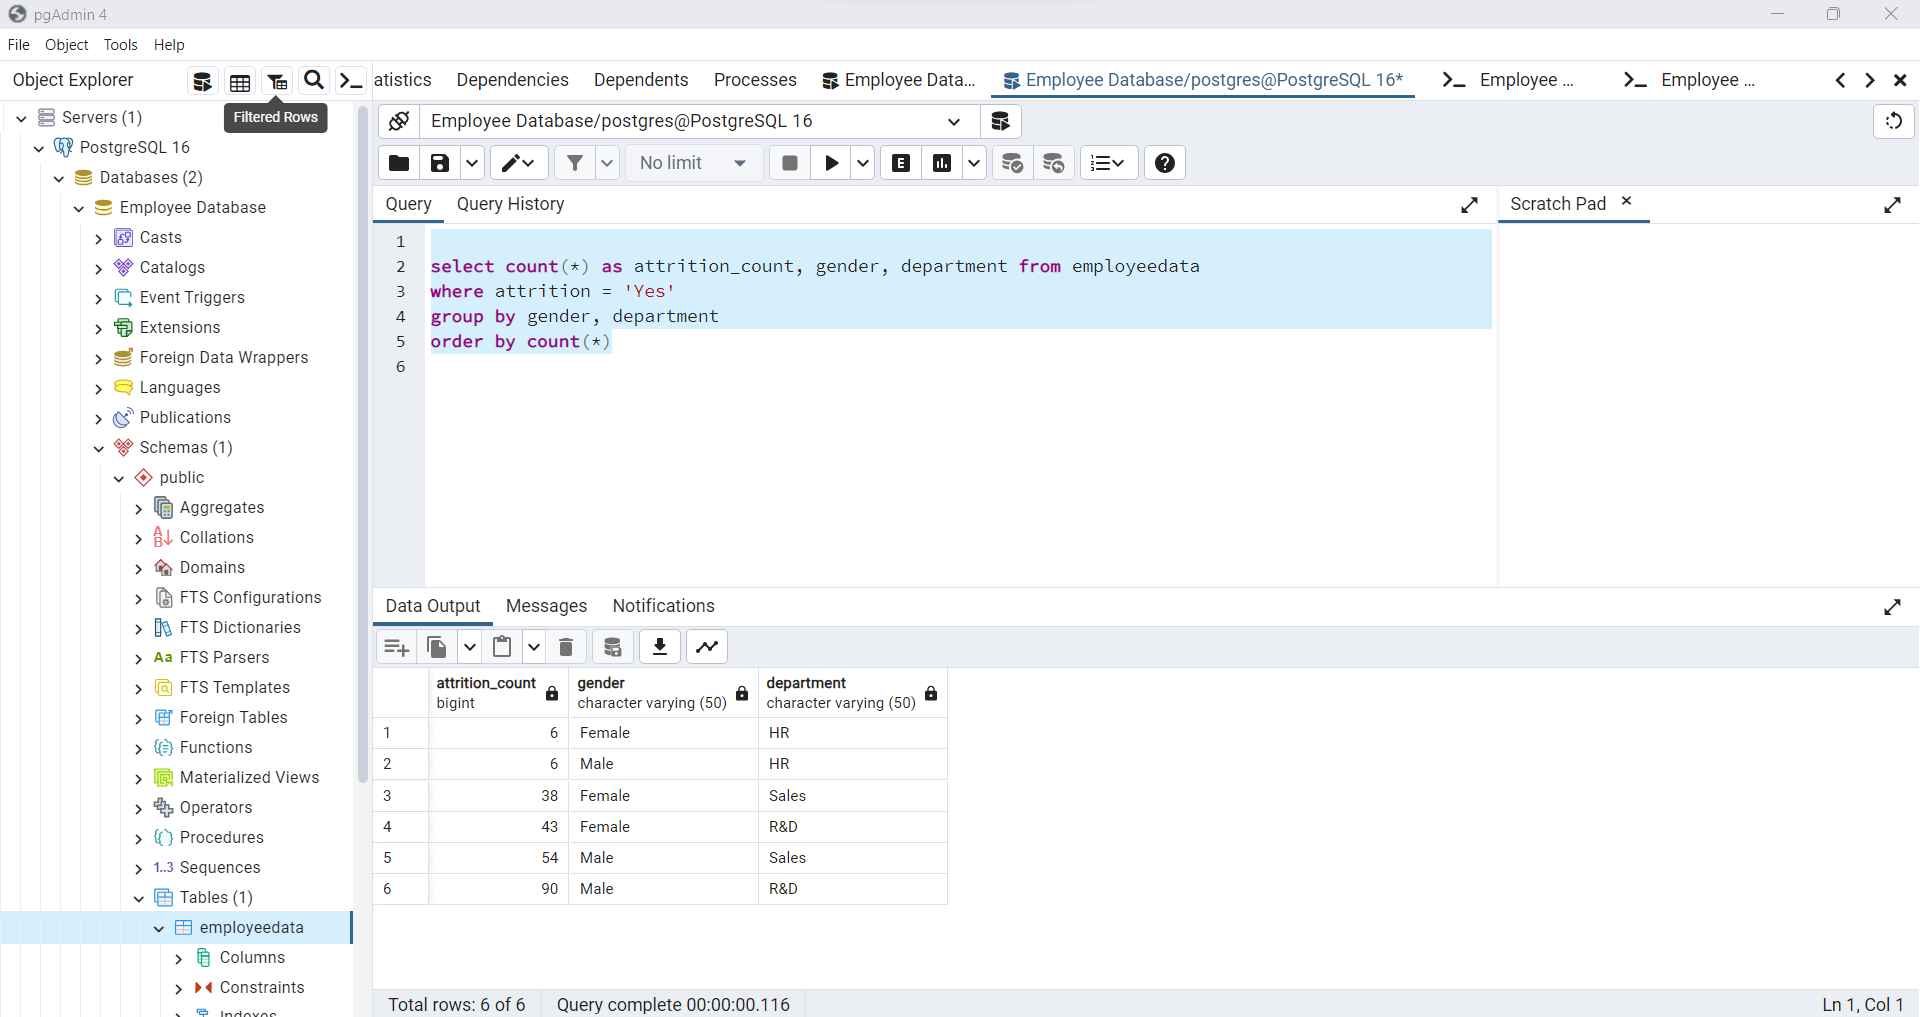 pgAdmin 4
File Object Tools Help
Object Explorer
Filtered Rows
atistics Dependencies Dependents Processes Employee Data... Employee Database/postgres@PostgreSQL 16* Employee ... Employee ...
Servers (1)
PostgreSQL 16
Databases (2)
Employee Database
Casts
Catalogs
Event Triggers
Extensions
Foreign Data Wrappers
Languages
Publications
Schemas (1)
public
Aggregates
Collations
Domains
FTS Configurations
FTS Dictionaries
Aa FTS Parsers
FTS Templates
Foreign Tables
Functions
Materialized Views
Operators
Procedures
1..3 Sequences
Tables (1)
employeedata
Columns
Constraints
Indexes
Employee Database/postgres@PostgreSQL 16
No limit
E
Query Query History
Scratch Pad
1
2 select count(*) as attrition_count, gender, department from employeedata
3 where attrition = 'Yes'
4 group by gender, department
5 order by count(*)
6
Data Output Messages Notifications
attrition_count gender department
bigint character varying (50) character varying (50)
1 6 Female HR
2 6 Male HR
3 38 Female Sales
4 43 Female R&D
5 54 Male Sales
6 90 Male R&D
Total rows: 6 of 6 Query complete 00:00:00.116 Ln 1, Col 1